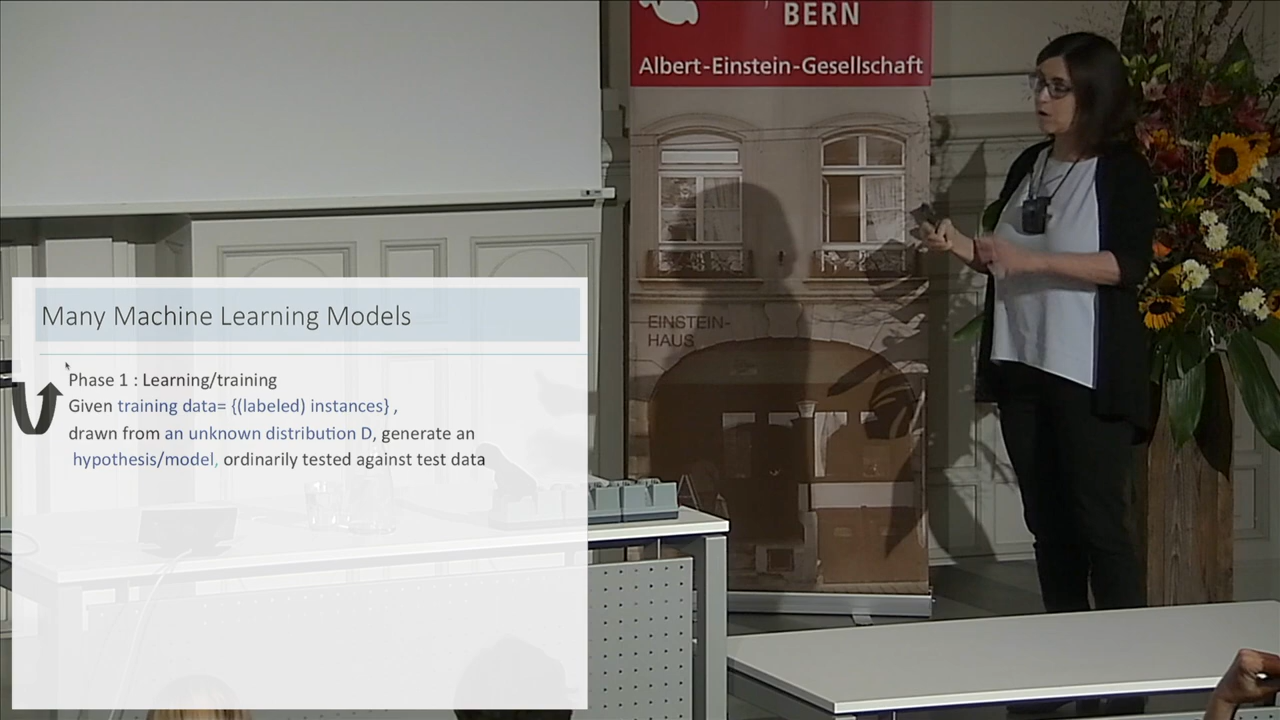 BERN
Albert-Einstein-Gesellschaft
EINSTEIN-
HAUS
Many Machine Learning Models
Phase 1 : Learning/training
Given training data= {(labeled) instances} ,
drawn from an unknown distribution D, generate an
hypothesis/model, ordinarily tested against test data